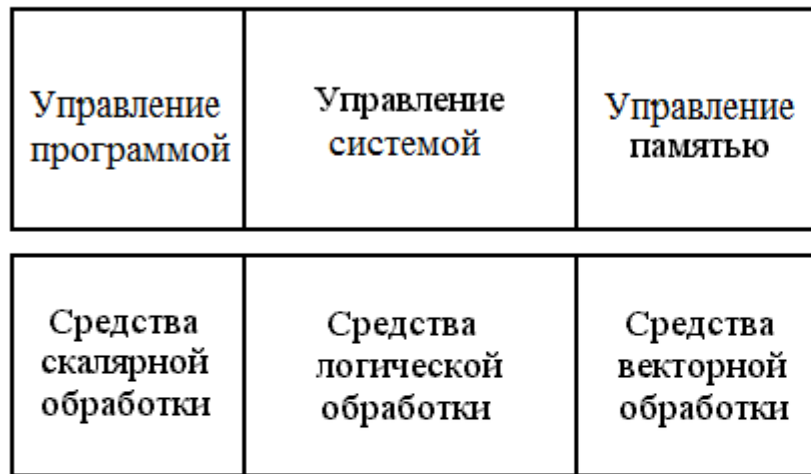 Управление
программой
Управление
системой
Управление
памятью
Средства
скалярной
обработки
Средства
логической
обработки
Средства
векторной
обработки